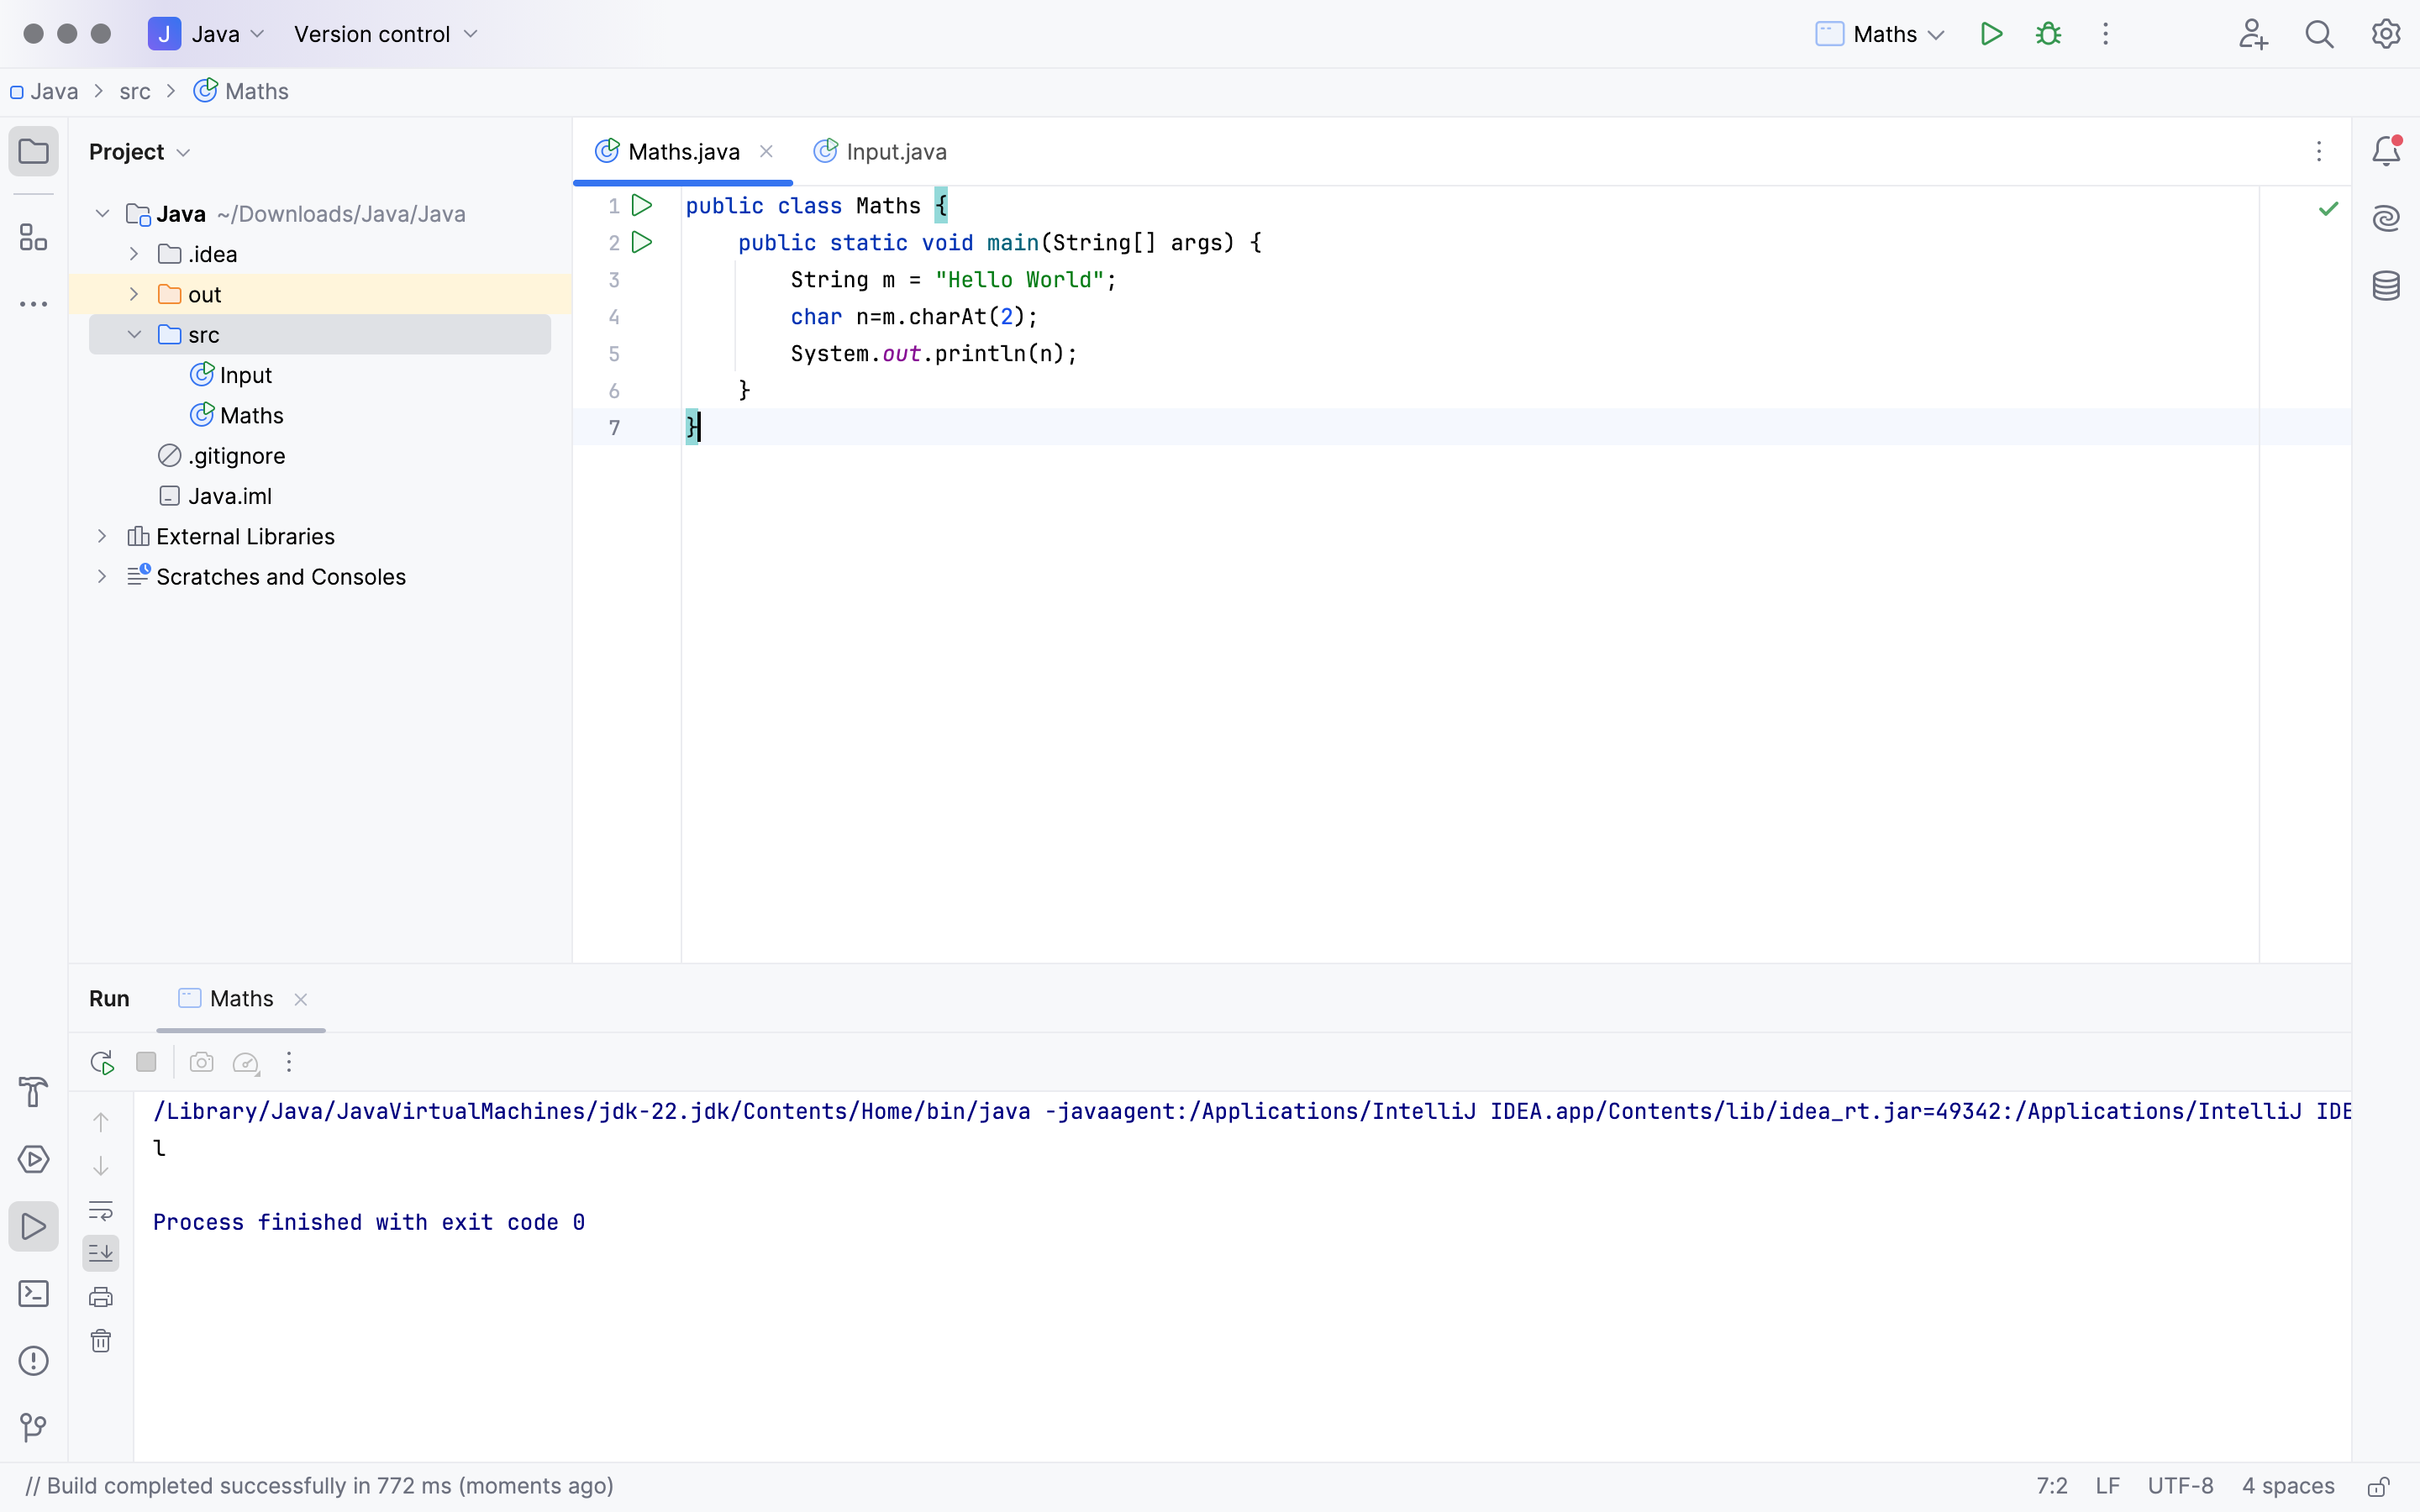 J Java Version control Maths
Java src Maths
Project
Java ~/Downloads/Java/Java
.idea
out
src
Input
Maths
.gitignore
Java.iml
External Libraries
Scratches and Consoles
Maths.java Input.java
1 public class Maths {
2 public static void main(String[] args) {
3 String m = "Hello World";
4 char n=m.charAt(2);
5 System.out.println(n);
6 }
7 }
Run Maths
/Library/Java/JavaVirtualMachines/jdk-22.jdk/Contents/Home/bin/java -javaagent:/Applications/IntelliJ IDEA.app/Contents/lib/idea_rt.jar=49342:/Applications/IntelliJ IDE
l
Process finished with exit code 0
// Build completed successfully in 772 ms (moments ago) 7:2 LF UTF-8 4 spaces